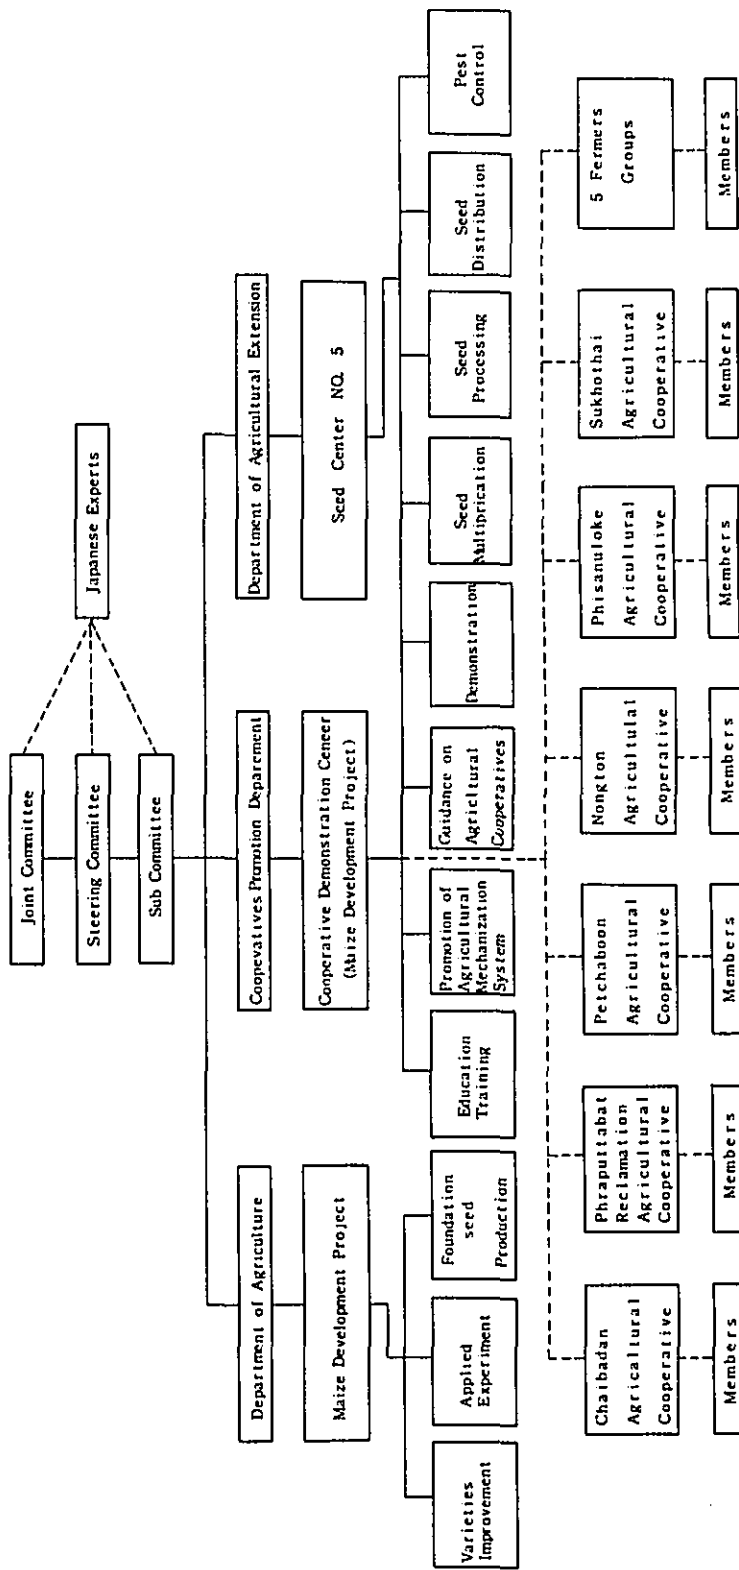 Joint Committee
Steering Committee
Sub Committee
Japanese Experts
Department of Agriculture
Coopevatives Promotion Deparement
Department of Agricultural Extension
Maize Development Project
Cooperative Demonstration Ceneer
(Maize Development Project)
Seed Center NO. 5
Varieties
Improvement
Applied
Experiment
Foundation
seed
Production
Education
Training
Promotion of
Agricultural
Mechanization
System
Guidance on
Agricltural
Cooperatives
Demonstration
Seed
Multiprication
Seed
Processing
Seed
Distribution
Pest
Control
Chaibadan
Agricaltural
Cooperative
Phraputtabat
Reclamation
Agricultural
Cooperative
Petchaboon
Agricultural
Cooperative
Nongton
Agricultulat
Cooperative
Phisanuloke
Agricultural
Cooperative
Sukhothai
Agricultural
Cooperative
5 Fermers
Groups
Members
Members
Members
Members
Members
Members
Members